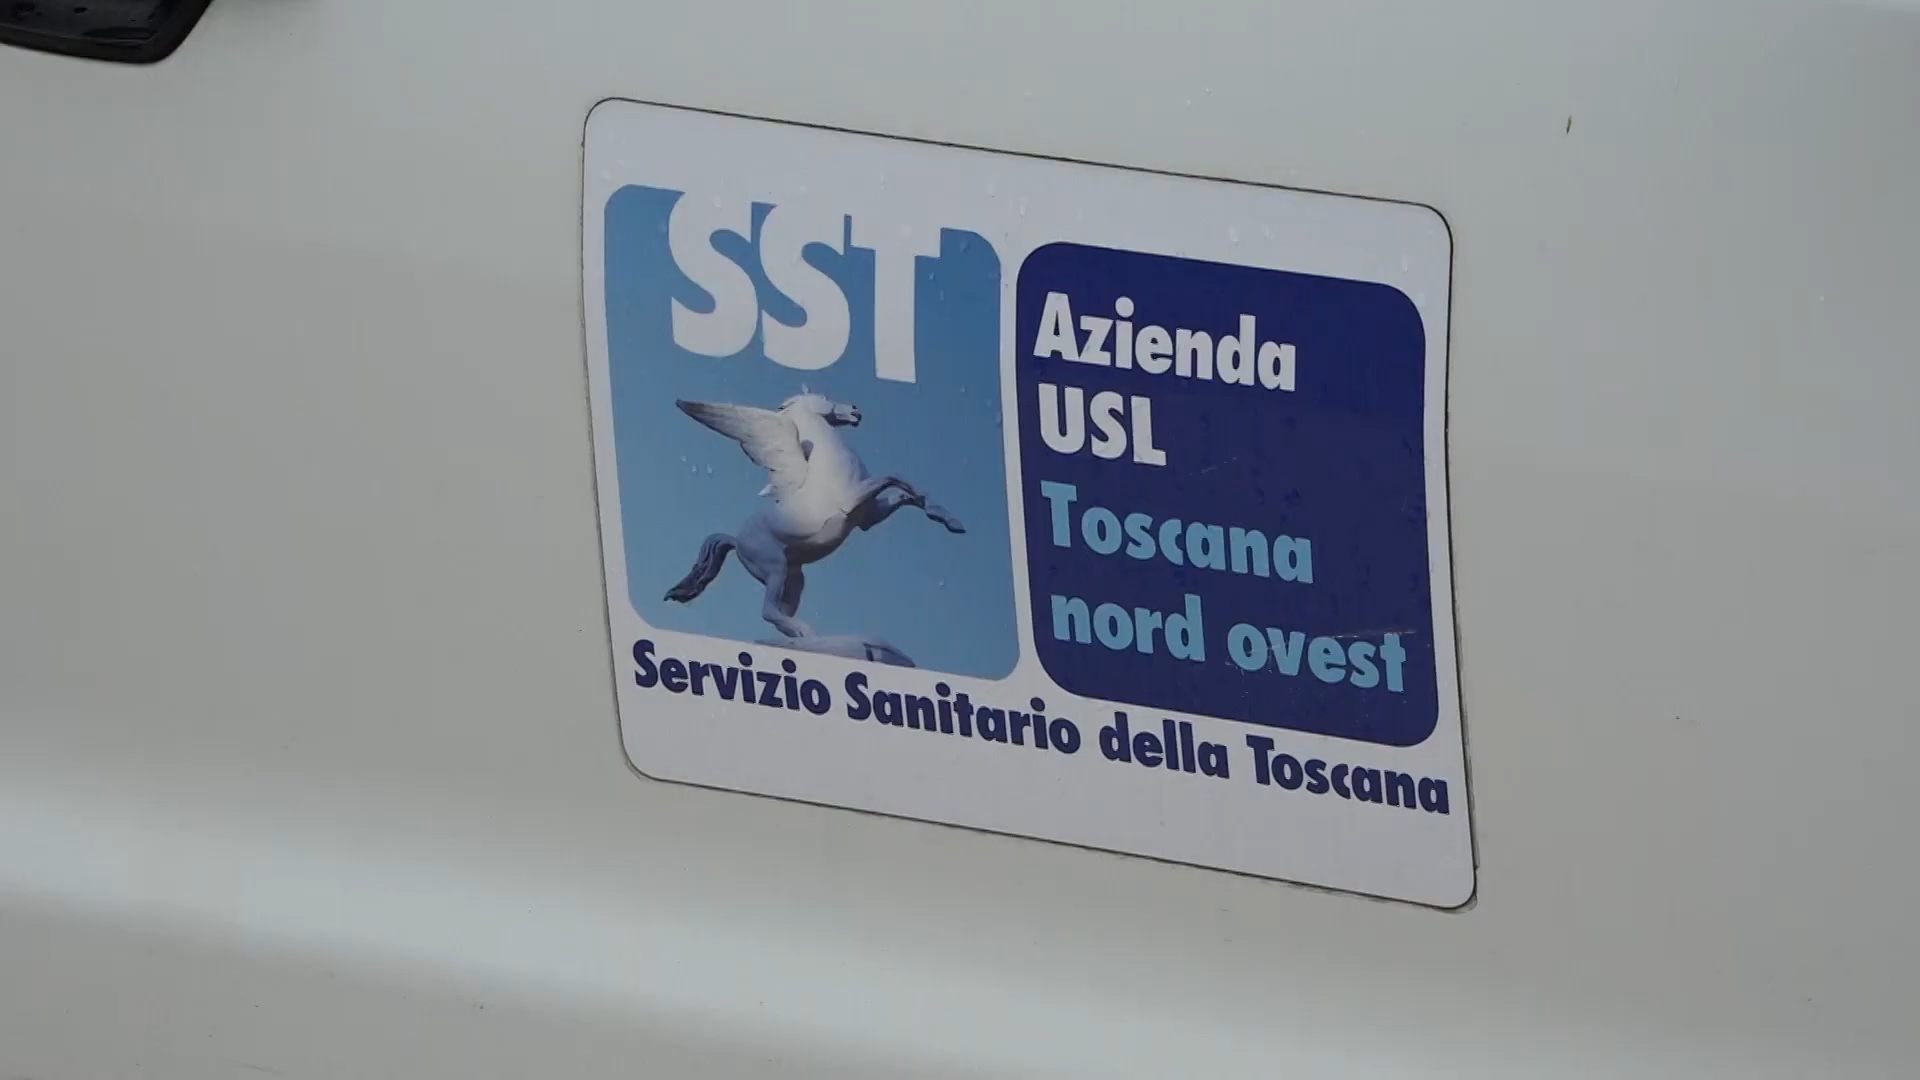 SST
Azienda
USL
Toscana
nord ovest
Servizio Sanitario della Toscana